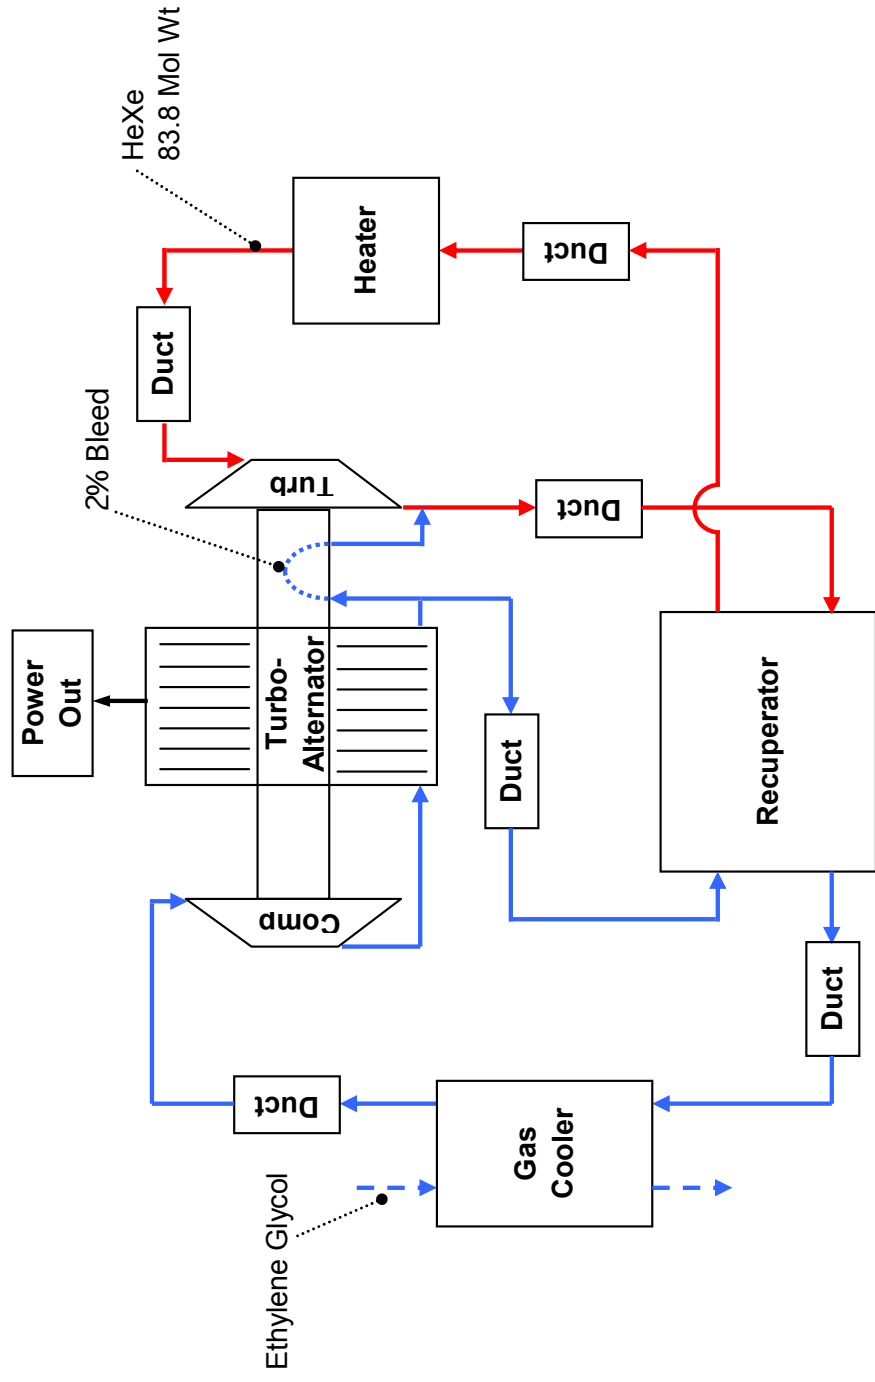 Power
Out
HeXe
83.8 Mol Wt
2% Bleed
Duct
Heater
Duct
Turb
Turbo-
Alternator
Comp
Duct
Duct
Recuperator
Duct
Duct
Gas
Cooler
Ethylene Glycol